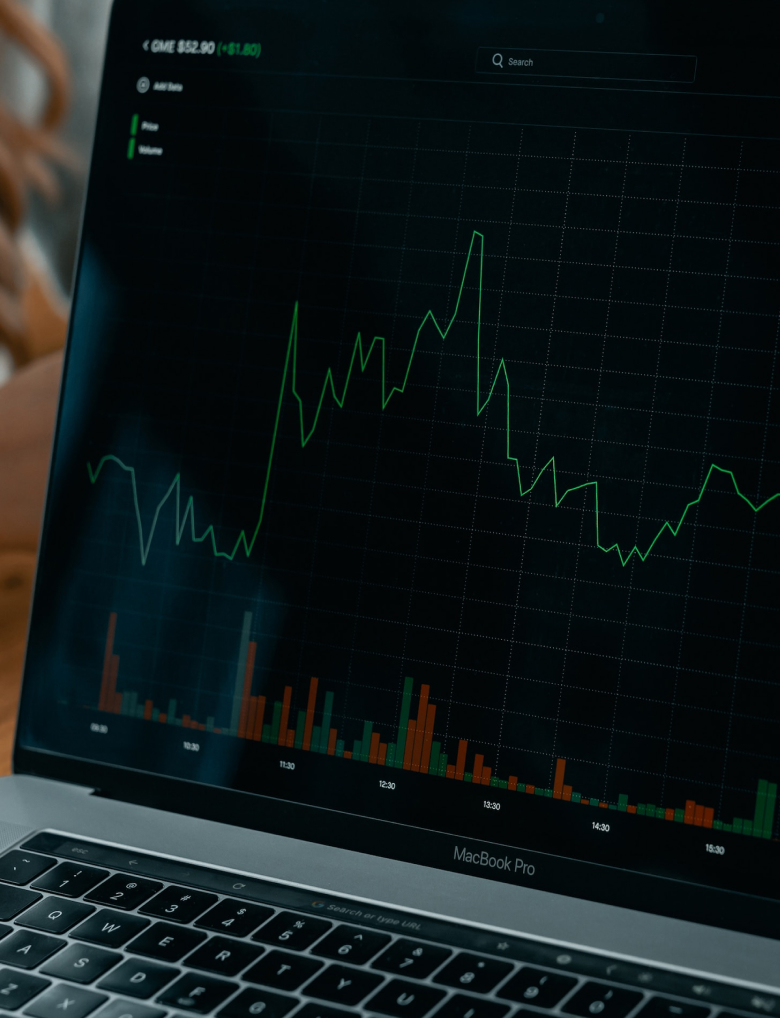 < GME $52.90 (+$1.80)
Search
Add Data
Price
Volume
09:30 10:30 11:30 12:30 13:30 14:30 15:30
MacBook Pro
esc Search or type URL
~ ! 1 @ 2 # 3 $ 4 % 5 ^ 6 & 7 * 8 ( 9 ) 0
Q W E R T Y U
A S D F G
Z X